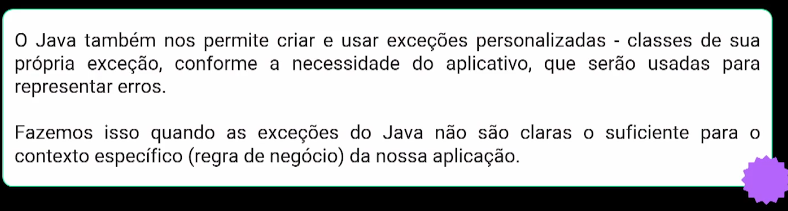 O Java também nos permite criar e usar exceções personalizadas - classes de sua
própria exceção, conforme a necessidade do aplicativo, que serão usadas para
representar erros.
Fazemos isso quando as exceções do Java não são claras o suficiente para o
contexto específico (regra de negócio) da nossa aplicação.